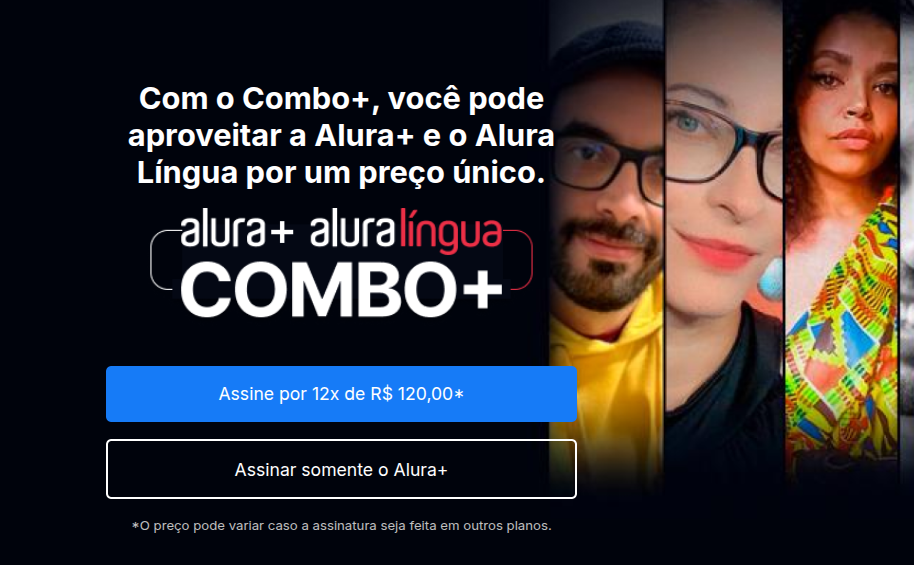 Com o Combo+, você pode
aproveitar a Alura+ e o Alura
Língua por um preço único.
alura+ aluralíngua
COMBO+
Assine por 12x de R$ 120,00*
Assinar somente o Alura+
*O preço pode variar caso a assinatura seja feita em outros planos.